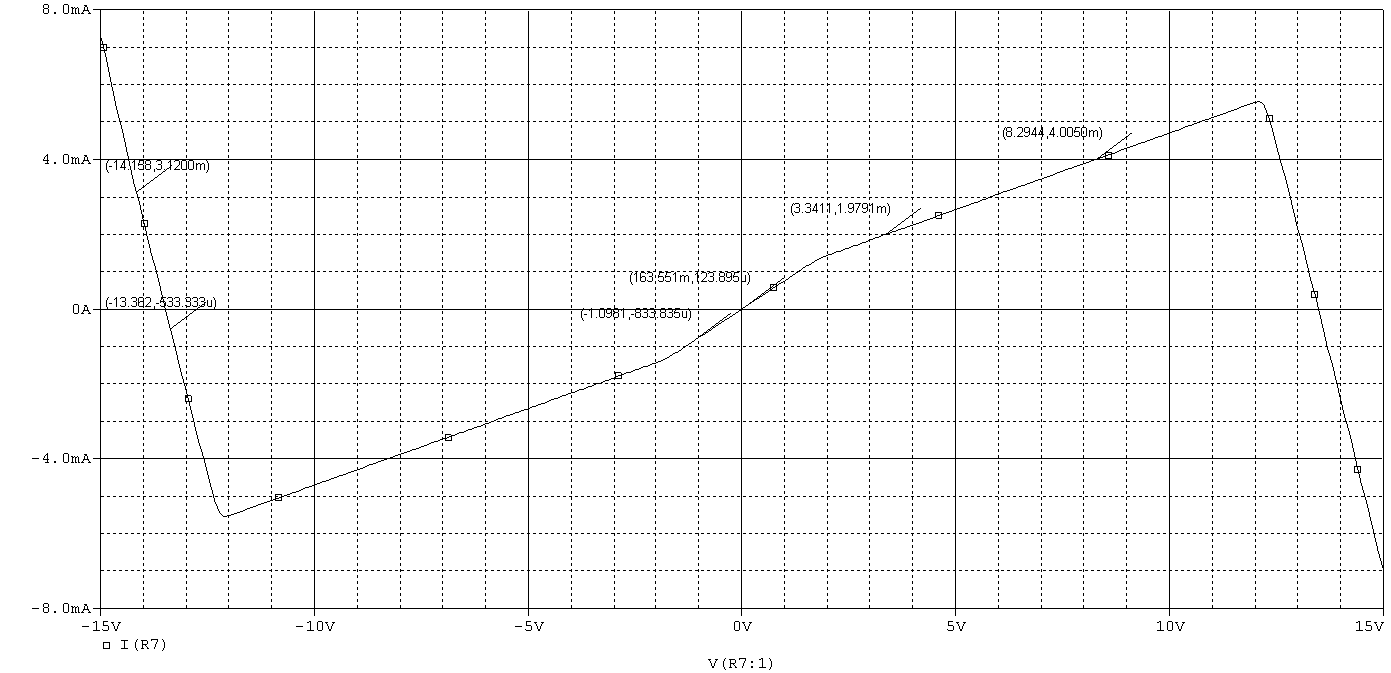 8.0mA
(8.2944,4.0050m)
4.0mA
(-14.158,3.1200m)
(3.3411,1.9791m)
(163.551m,123.895u)
(-13.362,-533.333u)
0A
(-1.0981,-833.835u)
-4.0mA
-8.0mA
-15V -10V -5V 0V 5V 10V 15V
I(R7)
V(R7:1)